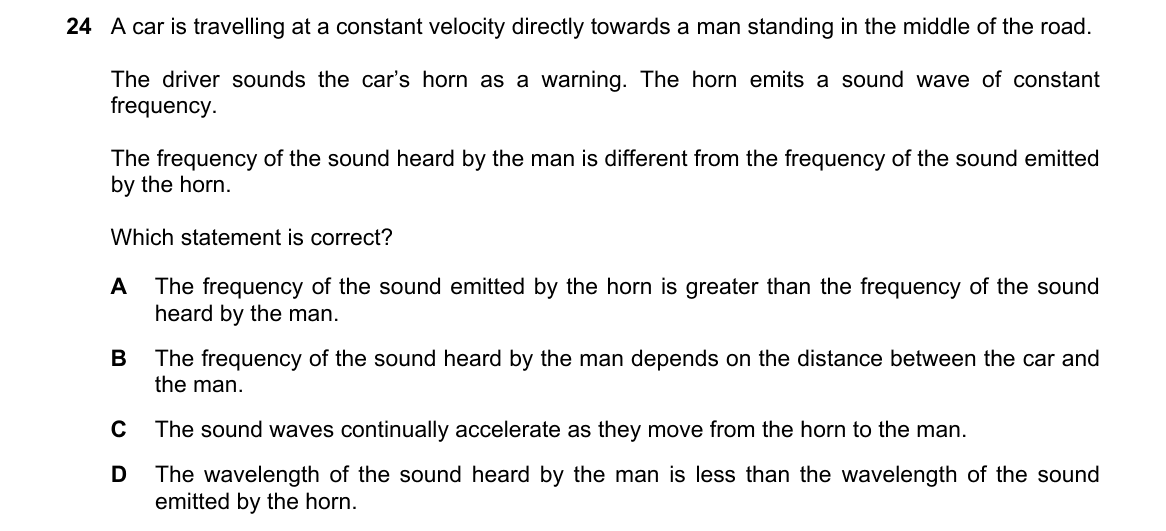 24 A car is travelling at a constant velocity directly towards a man standing in the middle of the road.
The driver sounds the car's horn as a warning. The horn emits a sound wave of constant
frequency.
The frequency of the sound heard by the man is different from the frequency of the sound emitted
by the horn.
Which statement is correct?
A The frequency of the sound emitted by the horn is greater than the frequency of the sound
heard by the man.
B The frequency of the sound heard by the man depends on the distance between the car and
the man.
C The sound waves continually accelerate as they move from the horn to the man.
D The wavelength of the sound heard by the man is less than the wavelength of the sound
emitted by the horn.